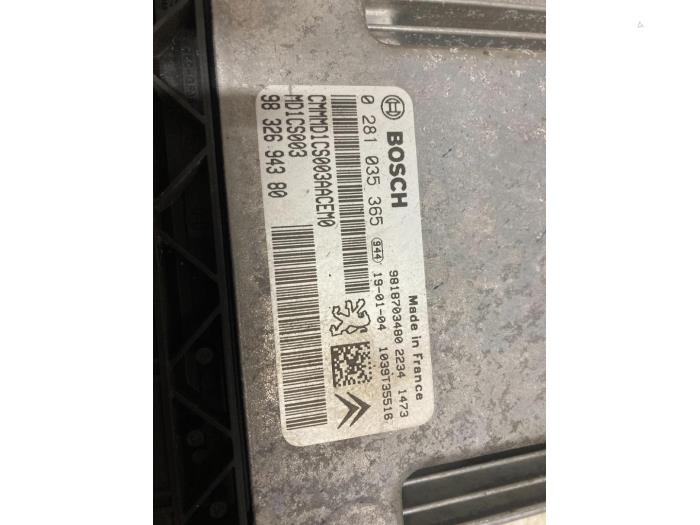 BOSCH
Made in France
0 281 035 365
9818703480 2234 1473
944 19-01-04 1039T35516
CMMMD1CS003AACEM0
MD1CS003
98 326 943 80